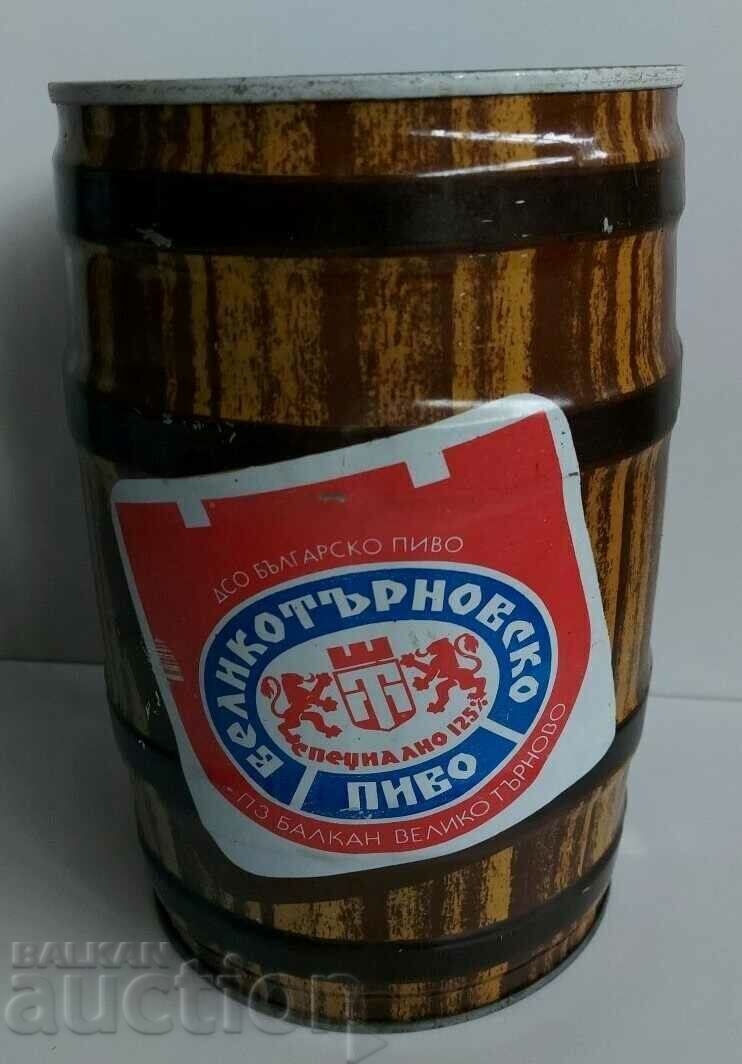 ДСО БЪЛГАРСКО ПИВО
ВЕЛИКОТЪРНОВСКО
СПЕЦИАЛНО 12,5%
ПИВО
ПЗ БАЛКАН ВЕЛИКО ТЪРНОВО
BALKAN
auction